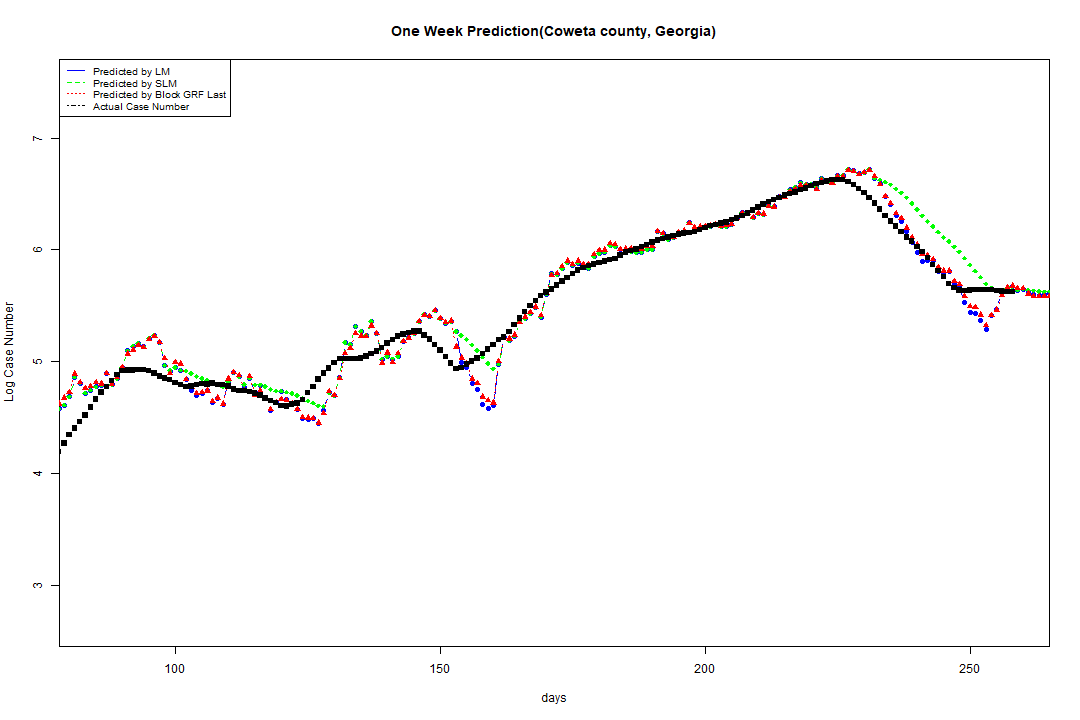 One Week Prediction(Coweta county, Georgia)
Predicted by LM
Predicted by SLM
Predicted by Block GRF Last
Actual Case Number
7
6
5
4
3
Log Case Number
100 150 200 250
days